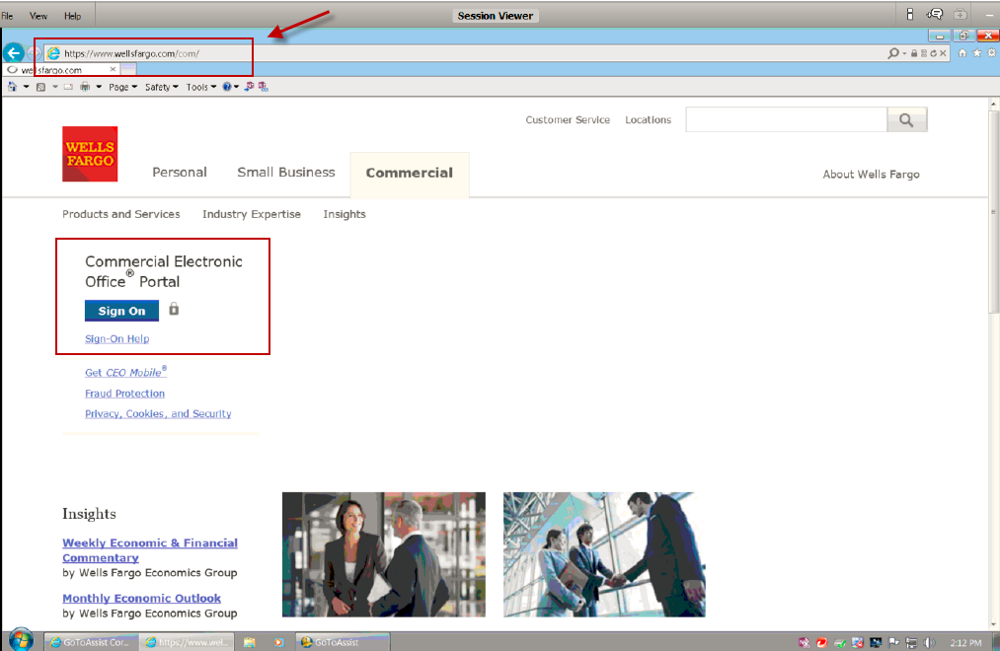 File View Help
Session Viewer
https://www.wellsfargo.com/com/
wellsfargo.com
Page Safety Tools
Customer Service Locations
WELLS
FARGO
Personal Small Business Commercial
About Wells Fargo
Products and Services Industry Expertise Insights
Commercial Electronic
Office® Portal
Sign On
Sign-On Help
Get CEO Mobile®
Fraud Protection
Privacy, Cookies, and Security
Insights
Weekly Economic & Financial
Commentary
by Wells Fargo Economics Group
Monthly Economic Outlook
by Wells Fargo Economics Group
GoToAssist Cor... https://www.wel... GoToAssist
2:12 PM